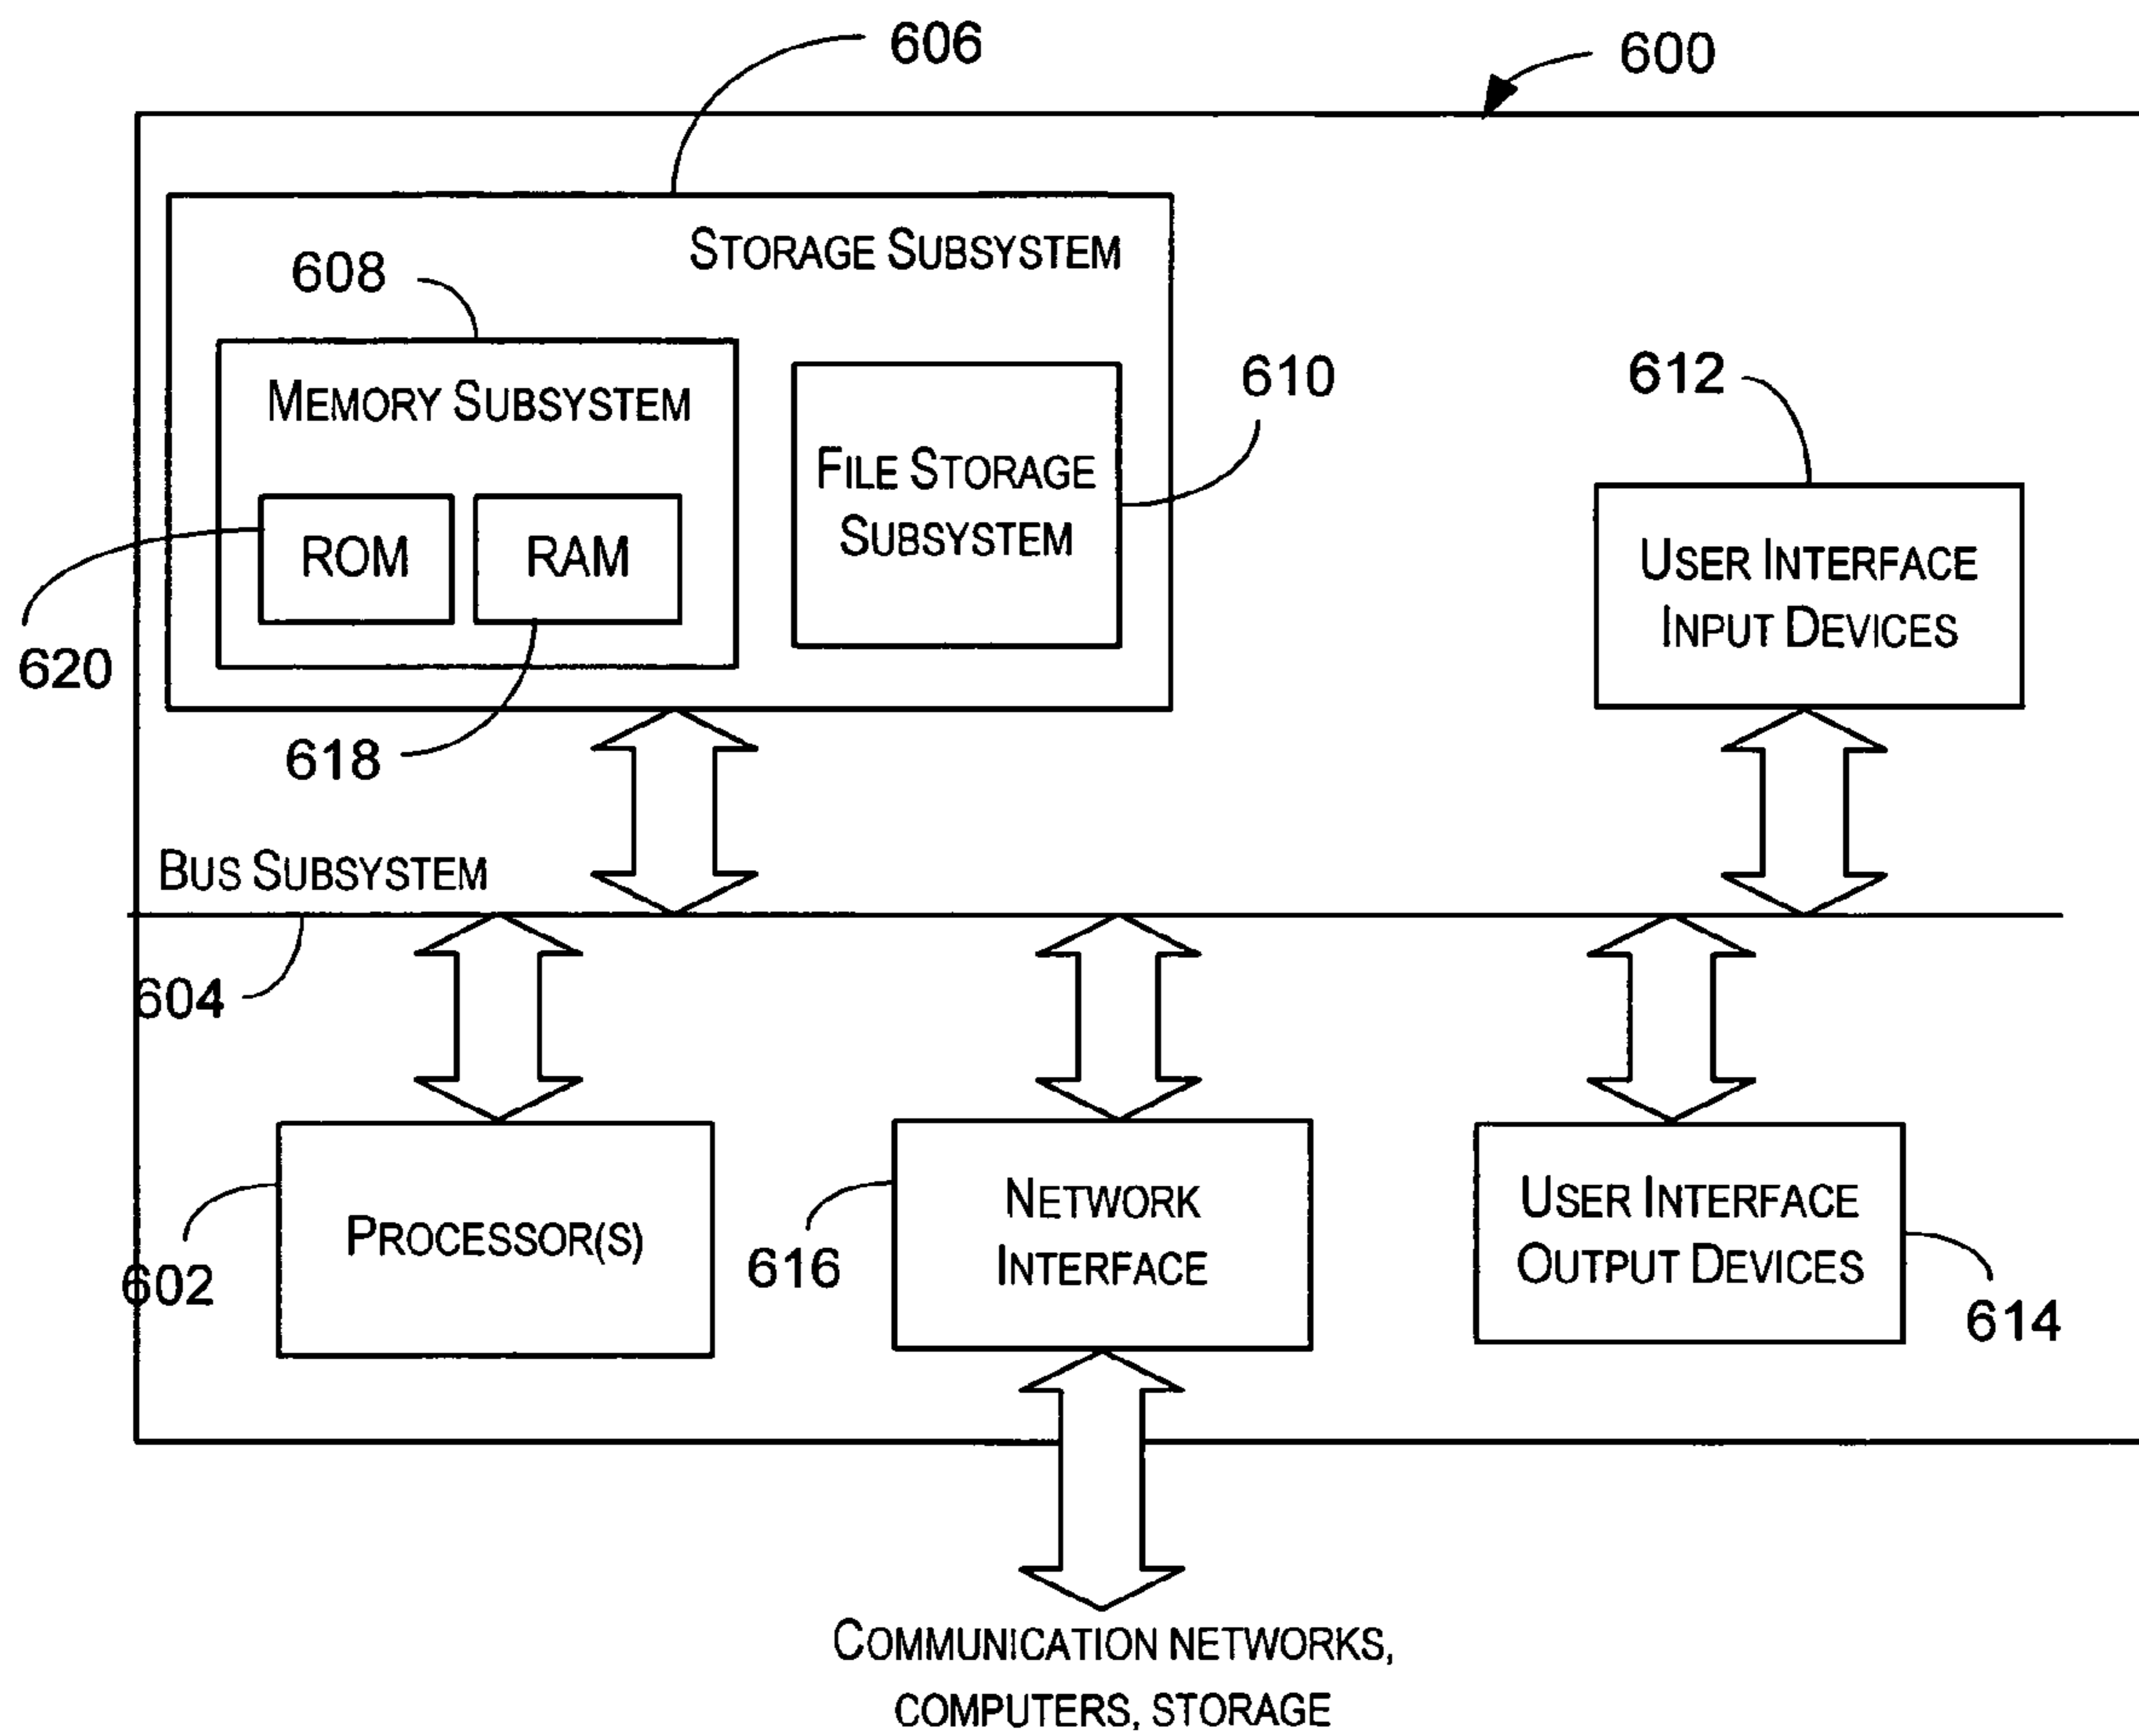 606
600
STORAGE SUBSYSTEM
608
MEMORY SUBSYSTEM
610
612
FILE STORAGE
SUBSYSTEM
ROM
RAM
USER INTERFACE
INPUT DEVICES
620
618
BUS SUBSYSTEM
604
PROCESSOR(S)
602
NETWORK
INTERFACE
616
USER INTERFACE
OUTPUT DEVICES
614
COMMUNICATION NETWORKS,
COMPUTERS, STORAGE